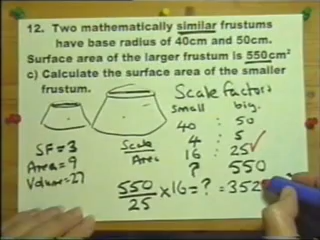 12. Two mathematically similar frustums
have base radius of 40cm and 50cm.
Surface area of the larger frustum is 550cm²
c) Calculate the surface area of the smaller
frustum.
Scale factors
Small big.
40 : 50
4 : 5
16 : 25
? 550
SF = 3
Area = 9
Volume = 27
Scale
Area
550/25 × 16 = ? = 352